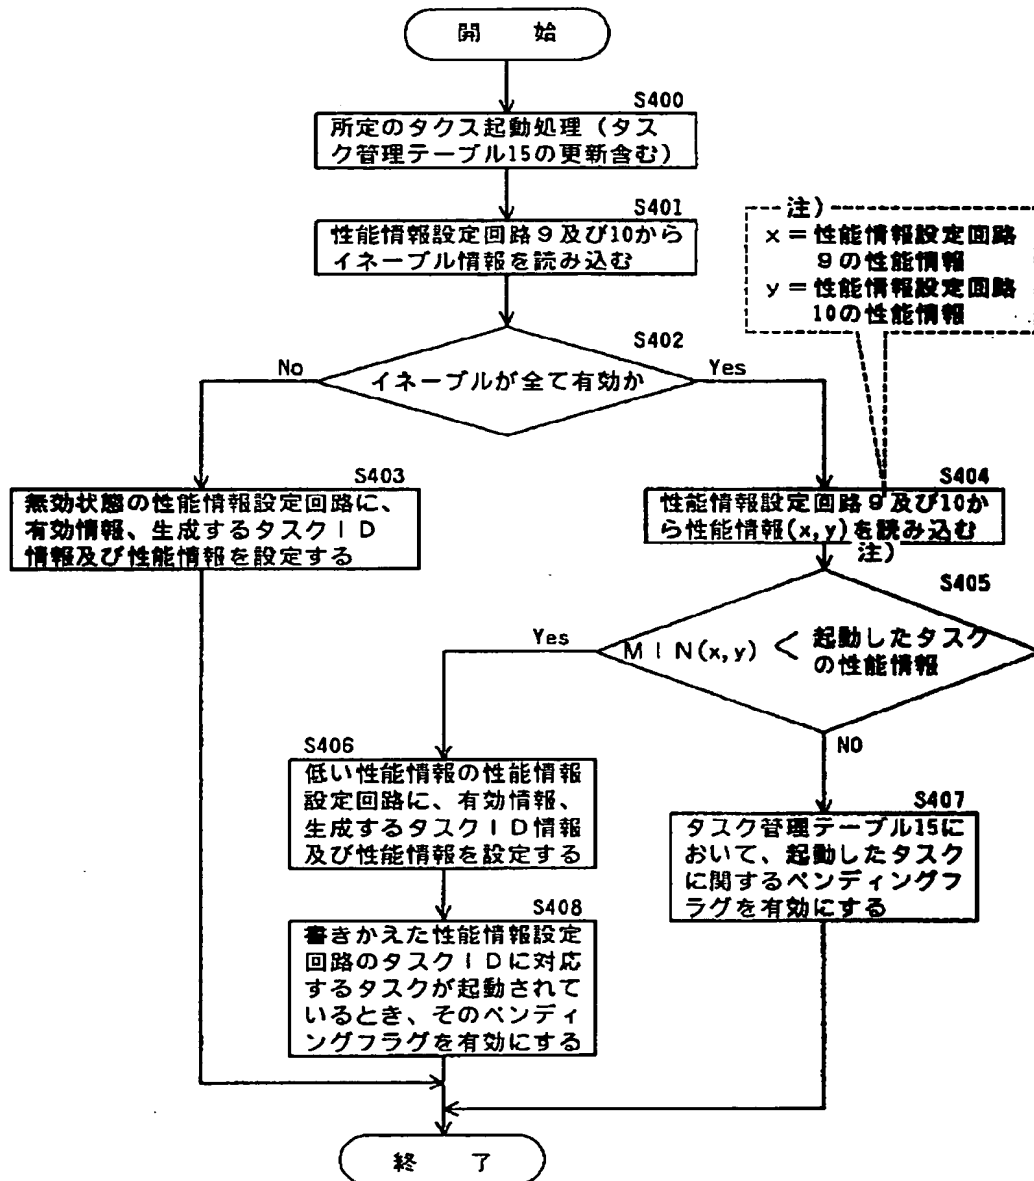 開　始
S400
所定のタクス起動処理（タス
ク管理テーブル15の更新含む）
S401
性能情報設定回路９及び10から
イネーブル情報を読み込む
注）
ｘ＝性能情報設定回路
９の性能情報
ｙ＝性能情報設定回路
10の性能情報
S402
イネーブルが全て有効か
No
Yes
S403
無効状態の性能情報設定回路に、
有効情報、生成するタスクＩＤ
情報及び性能情報を設定する
S404
性能情報設定回路９及び10か
ら性能情報(x,y)を読み込む
注）
S405
ＭＩＮ(x,y) ＜ 起動したタスク
の性能情報
Yes
NO
S406
低い性能情報の性能情報
設定回路に、有効情報、
生成するタスクＩＤ情報
及び性能情報を設定する
S407
タスク管理テーブル15に
おいて、起動したタスク
に関するペンディングフ
ラグを有効にする
S408
書きかえた性能情報設定
回路のタスクＩＤに対応
するタスクが起動されて
いるとき、そのペンディ
ングフラグを有効にする
終　了